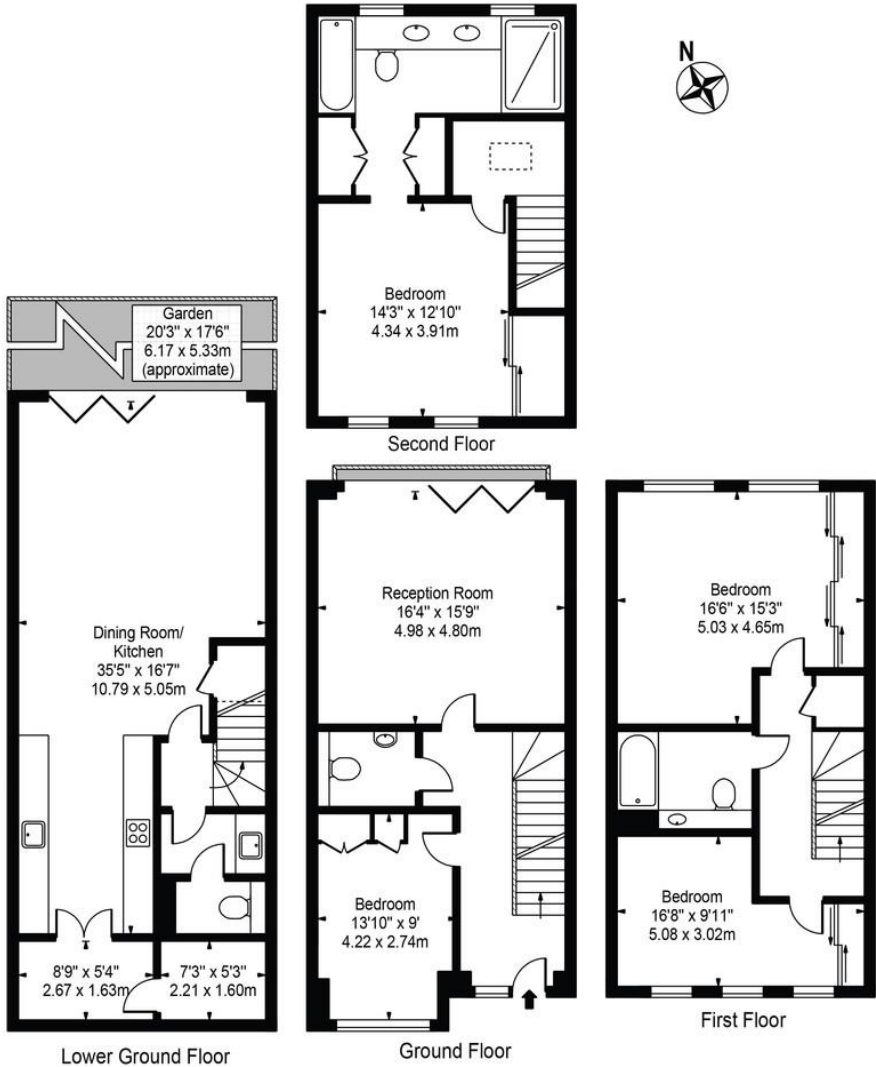 N
Bedroom
14'3" x 12'10"
4.34 x 3.91m
Second Floor
Garden
20'3" x 17'6"
6.17 x 5.33m
(approximate)
Dining Room/
Kitchen
35'5" x 16'7"
10.79 x 5.05m
8'9" x 5'4"
2.67 x 1.63m
7'3" x 5'3"
2.21 x 1.60m
Lower Ground Floor
Reception Room
16'4" x 15'9"
4.98 x 4.80m
Bedroom
13'10" x 9'
4.22 x 2.74m
Ground Floor
Bedroom
16'6" x 15'3"
5.03 x 4.65m
Bedroom
16'8" x 9'11"
5.08 x 3.02m
First Floor